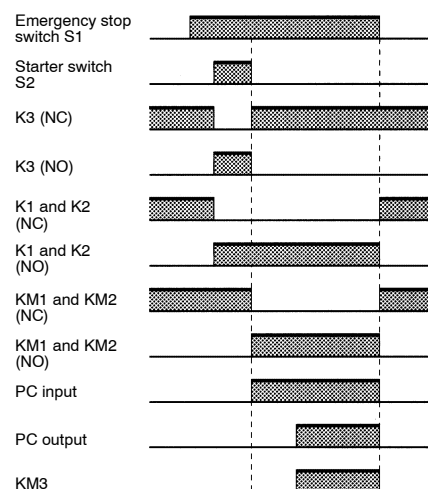 Emergency stop
switch S1
Starter switch
S2
K3 (NC)
K3 (NO)
K1 and K2
(NC)
K1 and K2
(NO)
KM1 and KM2
(NC)
KM1 and KM2
(NO)
PC input
PC output
KM3